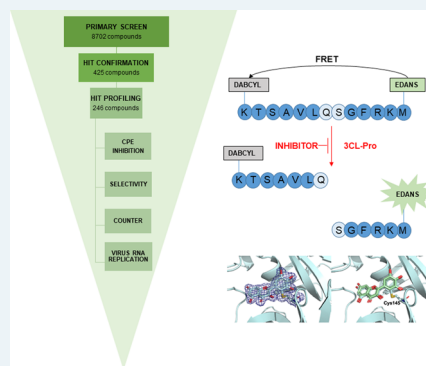 PRIMARY SCREEN
8702 compounds
HIT CONFIRMATION
425 compounds
HIT PROFILING
246 compounds
CPE
INHIBITION
SELECTIVITY
COUNTER
VIRUS RNA
REPLICATION
FRET
DABCYL
EDANS
K T S A V L Q S G F R K M
INHIBITOR
3CL-Pro
DABCYL
K T S A V L Q
EDANS
S G F R K M
Cys145